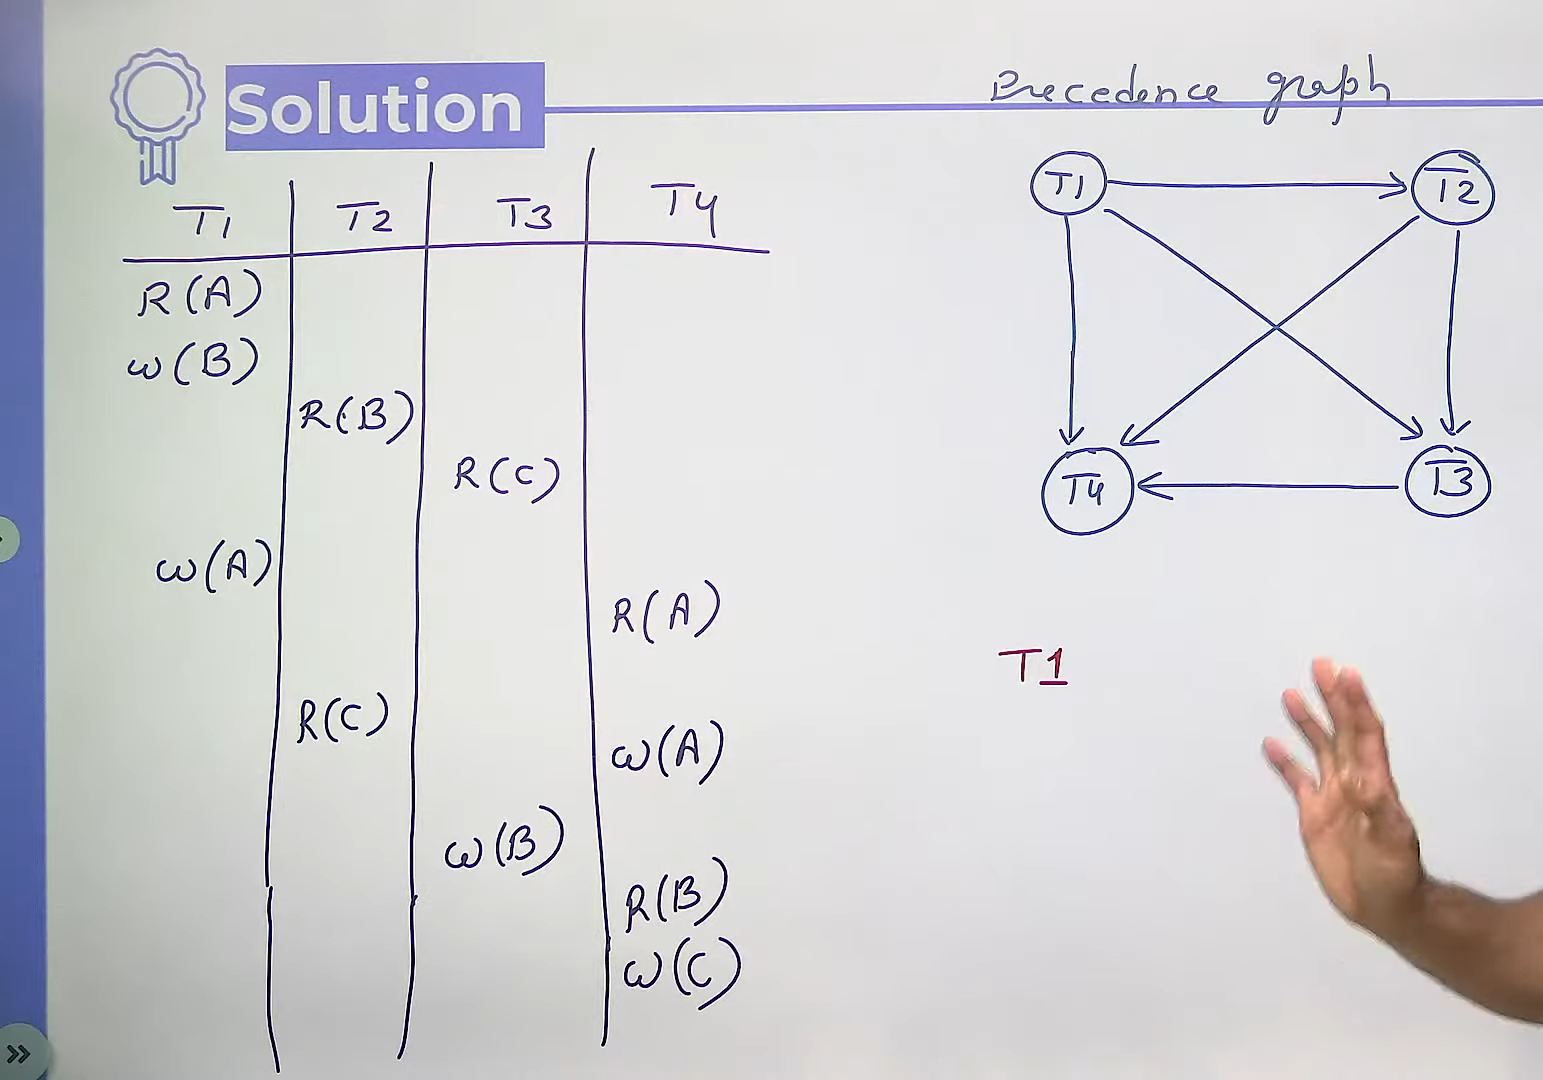 Solution
Precedence graph
T1 T2 T3 T4
R(A)
W(B)
R(B)
R(C)
W(A)
R(A)
R(C)
W(A)
W(B)
R(B)
W(C)
T1 T2
T4 T3
T1
»